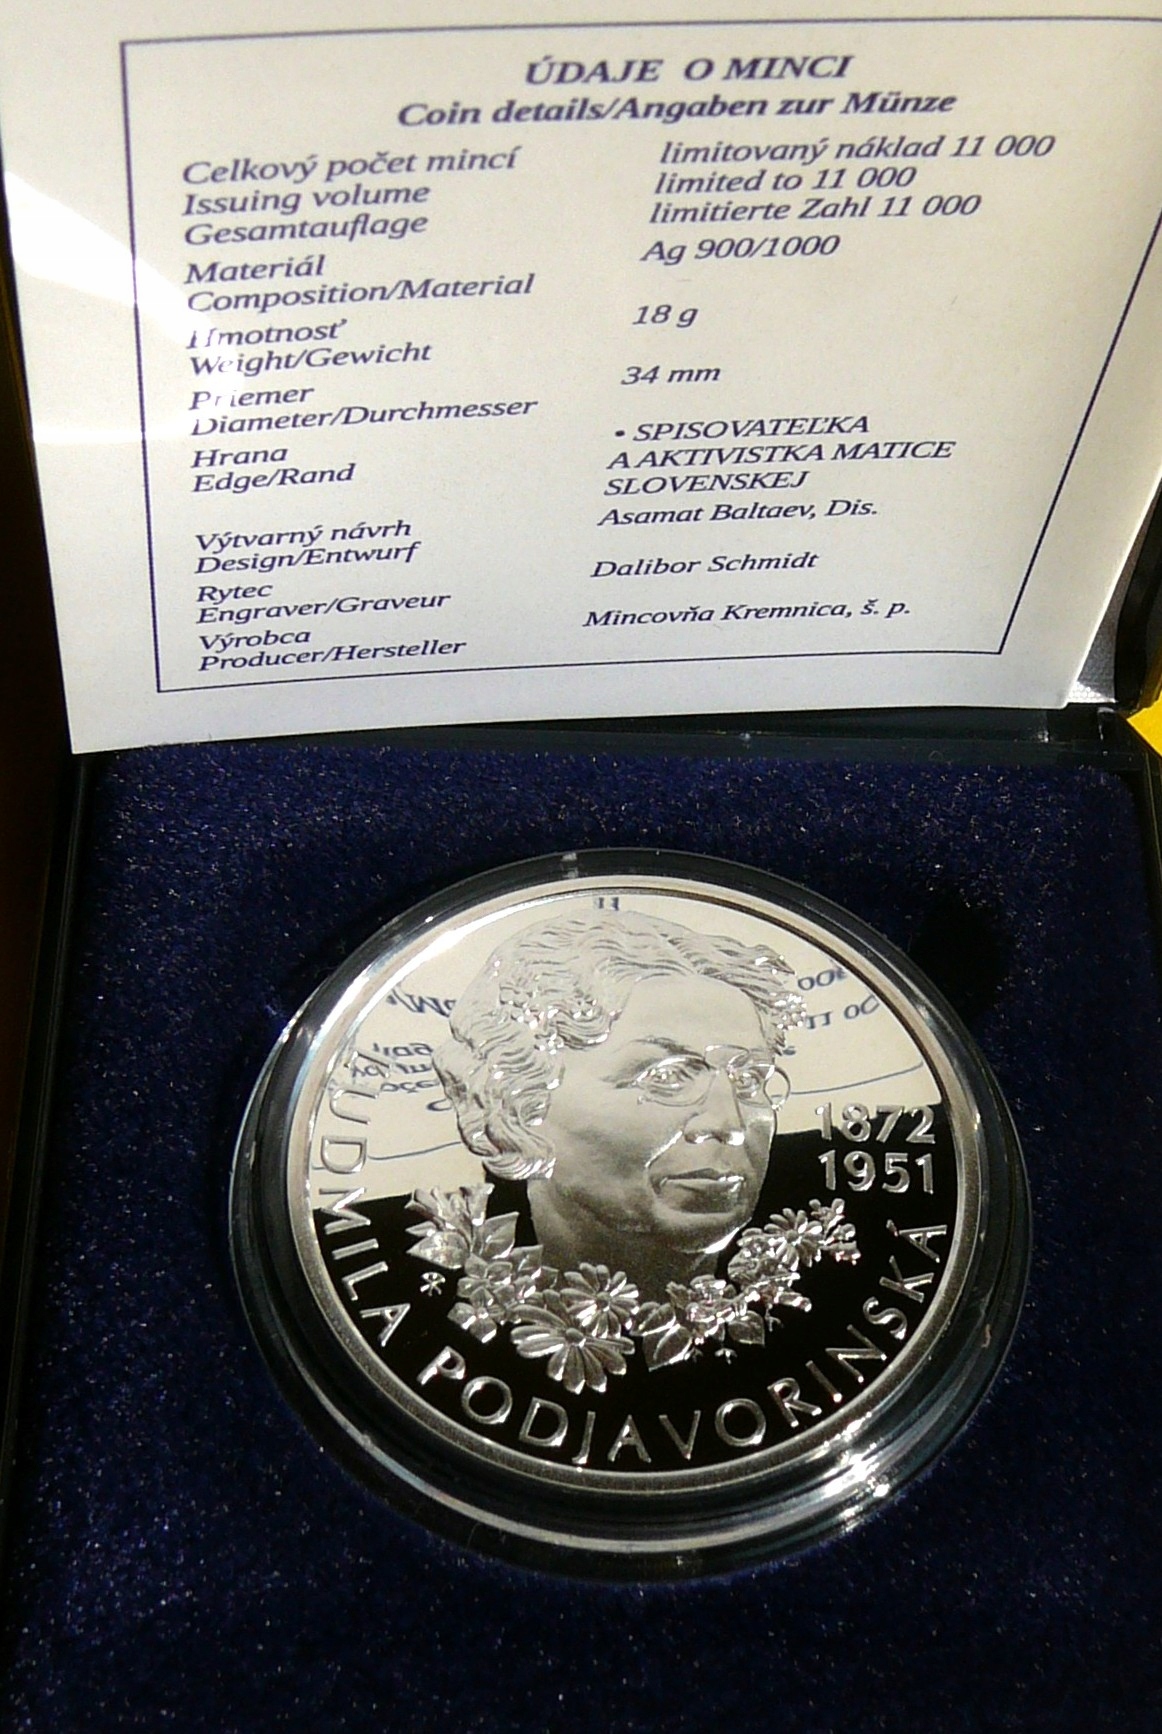 ÚDAJE O MINCI
Coin details/Angaben zur Münze
Celkový počet mincí limitovaný náklad 11 000
Issuing volume limited to 11 000
Gesamtauflage limitierte Zahl 11 000
Materiál Ag 900/1000
Composition/Material
Hmotnosť 18 g
Weight/Gewicht
Priemer 34 mm
Diameter/Durchmesser
Hrana • SPISOVATEĽKA
Edge/Rand A AKTIVISTKA MATICE
SLOVENSKEJ
Výtvarný návrh Asamat Baltaev, Dis.
Design/Entwurf
Rytec Dalibor Schmidt
Engraver/Graveur
Výrobca Mincovňa Kremnica, š. p.
Producer/Hersteller
1872
1951
ĽUDMILA PODJAVORINSKÁ